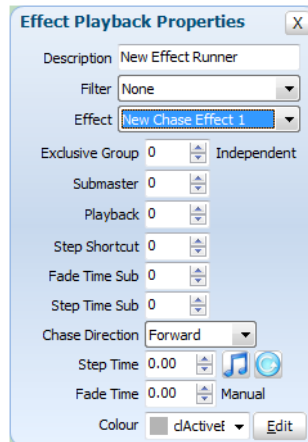 Effect Playback Properties X
Description New Effect Runner
Filter None
Effect New Chase Effect 1
Exclusive Group 0 Independent
Submaster 0
Playback 0
Step Shortcut 0
Fade Time Sub 0
Step Time Sub 0
Chase Direction Forward
Step Time 0.00
Fade Time 0.00 Manual
Colour clActiveE Edit